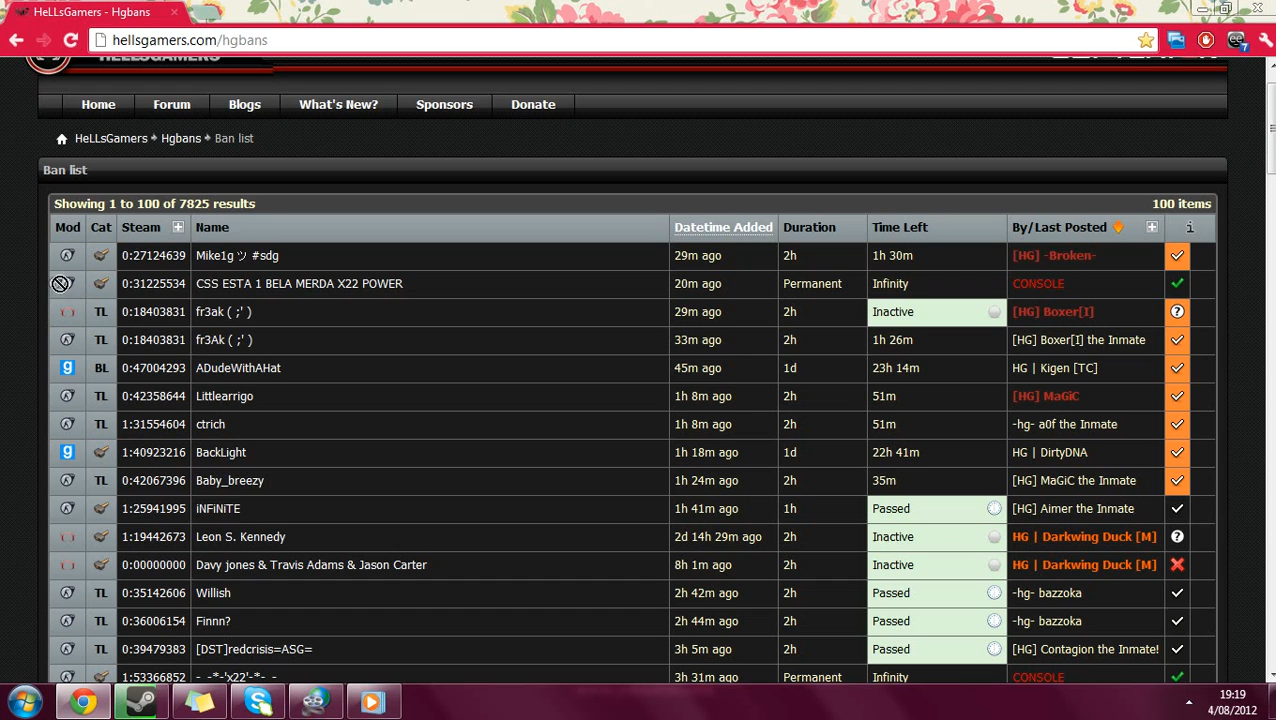 HeLLsGamers - Hgbans
hellsgamers.com/hgbans
7
HELLSGAMERS
Home Forum Blogs What's New? Sponsors Donate
HeLLsGamers Hgbans Ban list
Ban list
Showing 1 to 100 of 7825 results 100 items
Mod Cat Steam Name Datetime Added Duration Time Left By/Last Posted i
0:27124639 Mike1g ツ #sdg 29m ago 2h 1h 30m [HG] -Broken-
0:31225534 CSS ESTA 1 BELA MERDA X22 POWER 20m ago Permanent Infinity CONSOLE
TL 0:18403831 fr3ak ( ;' ) 29m ago 2h Inactive [HG] Boxer[I] ?
TL 0:18403831 fr3Ak ( ;' ) 33m ago 2h 1h 26m [HG] Boxer[I] the Inmate
g BL 0:47004293 ADudeWithAHat 45m ago 1d 23h 14m HG | Kigen [TC]
TL 0:42358644 Littlearrigo 1h 8m ago 2h 51m [HG] MaGiC
TL 1:31554604 ctrich 1h 8m ago 2h 51m -hg- a0f the Inmate
g 1:40923216 BackLight 1h 18m ago 1d 22h 41m HG | DirtyDNA
TL 0:42067396 Baby_breezy 1h 24m ago 2h 35m [HG] MaGiC the Inmate
1:25941995 iNFiNiTE 1h 41m ago 1h Passed [HG] Aimer the Inmate
1:19442673 Leon S. Kennedy 2d 14h 29m ago 2h Inactive HG | Darkwing Duck [M] ?
0:00000000 Davy jones & Travis Adams & Jason Carter 8h 1m ago 2h Inactive HG | Darkwing Duck [M]
TL 0:35142606 Willish 2h 42m ago 2h Passed -hg- bazzoka
TL 0:36006154 Finnn? 2h 44m ago 2h Passed -hg- bazzoka
TL 0:39479383 [DST]redcrisis=ASG= 3h 5m ago 2h Passed [HG] Contagion the Inmate!
1:53366852 - -*-'x22'-*- - 3h 31m ago Permanent Infinity CONSOLE
19:19
4/08/2012